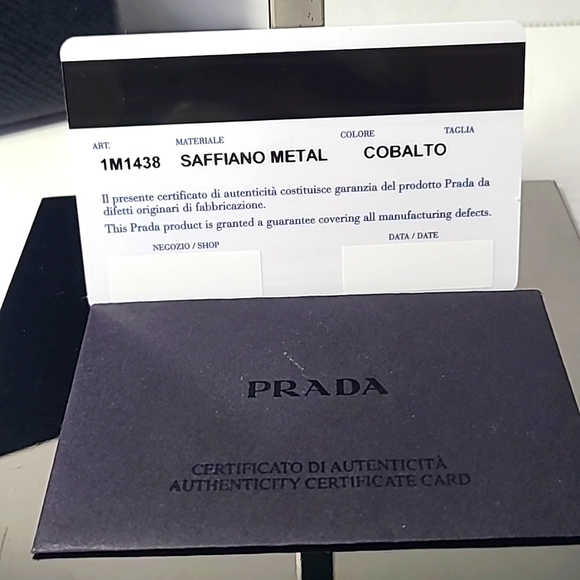 ART. MATERIALE COLORE TAGLIA
1M1438 SAFFIANO METAL COBALTO
Il presente certificato di autenticità costituisce garanzia del prodotto Prada da
difetti originari di fabbricazione.
This Prada product is granted a guarantee covering all manufacturing defects.
NEGOZIO / SHOP DATA / DATE
PRADA
CERTIFICATO DI AUTENTICITÀ
AUTHENTICITY CERTIFICATE CARD